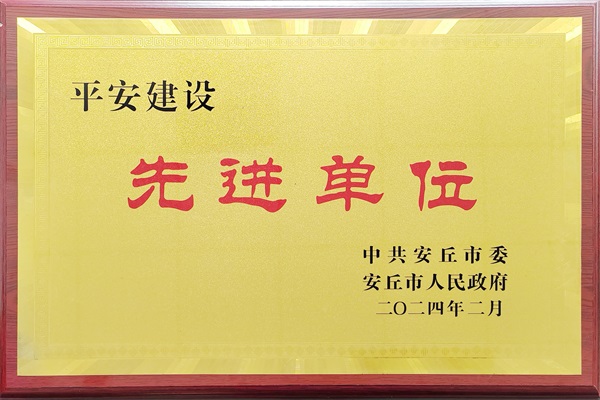 平安建设
先进单位
中共安丘市委
安丘市人民政府
二〇二四年二月